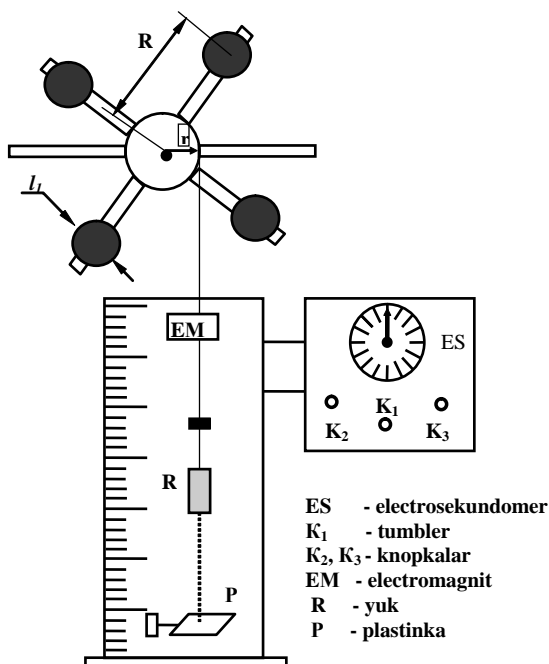 R
r
l₁
EM
ES
K₁
K₂ K₃
R
P
ES - electrosekundomer
K₁ - tumbler
K₂, K₃ - knopkalar
EM - electromagnit
R - yuk
P - plastinka